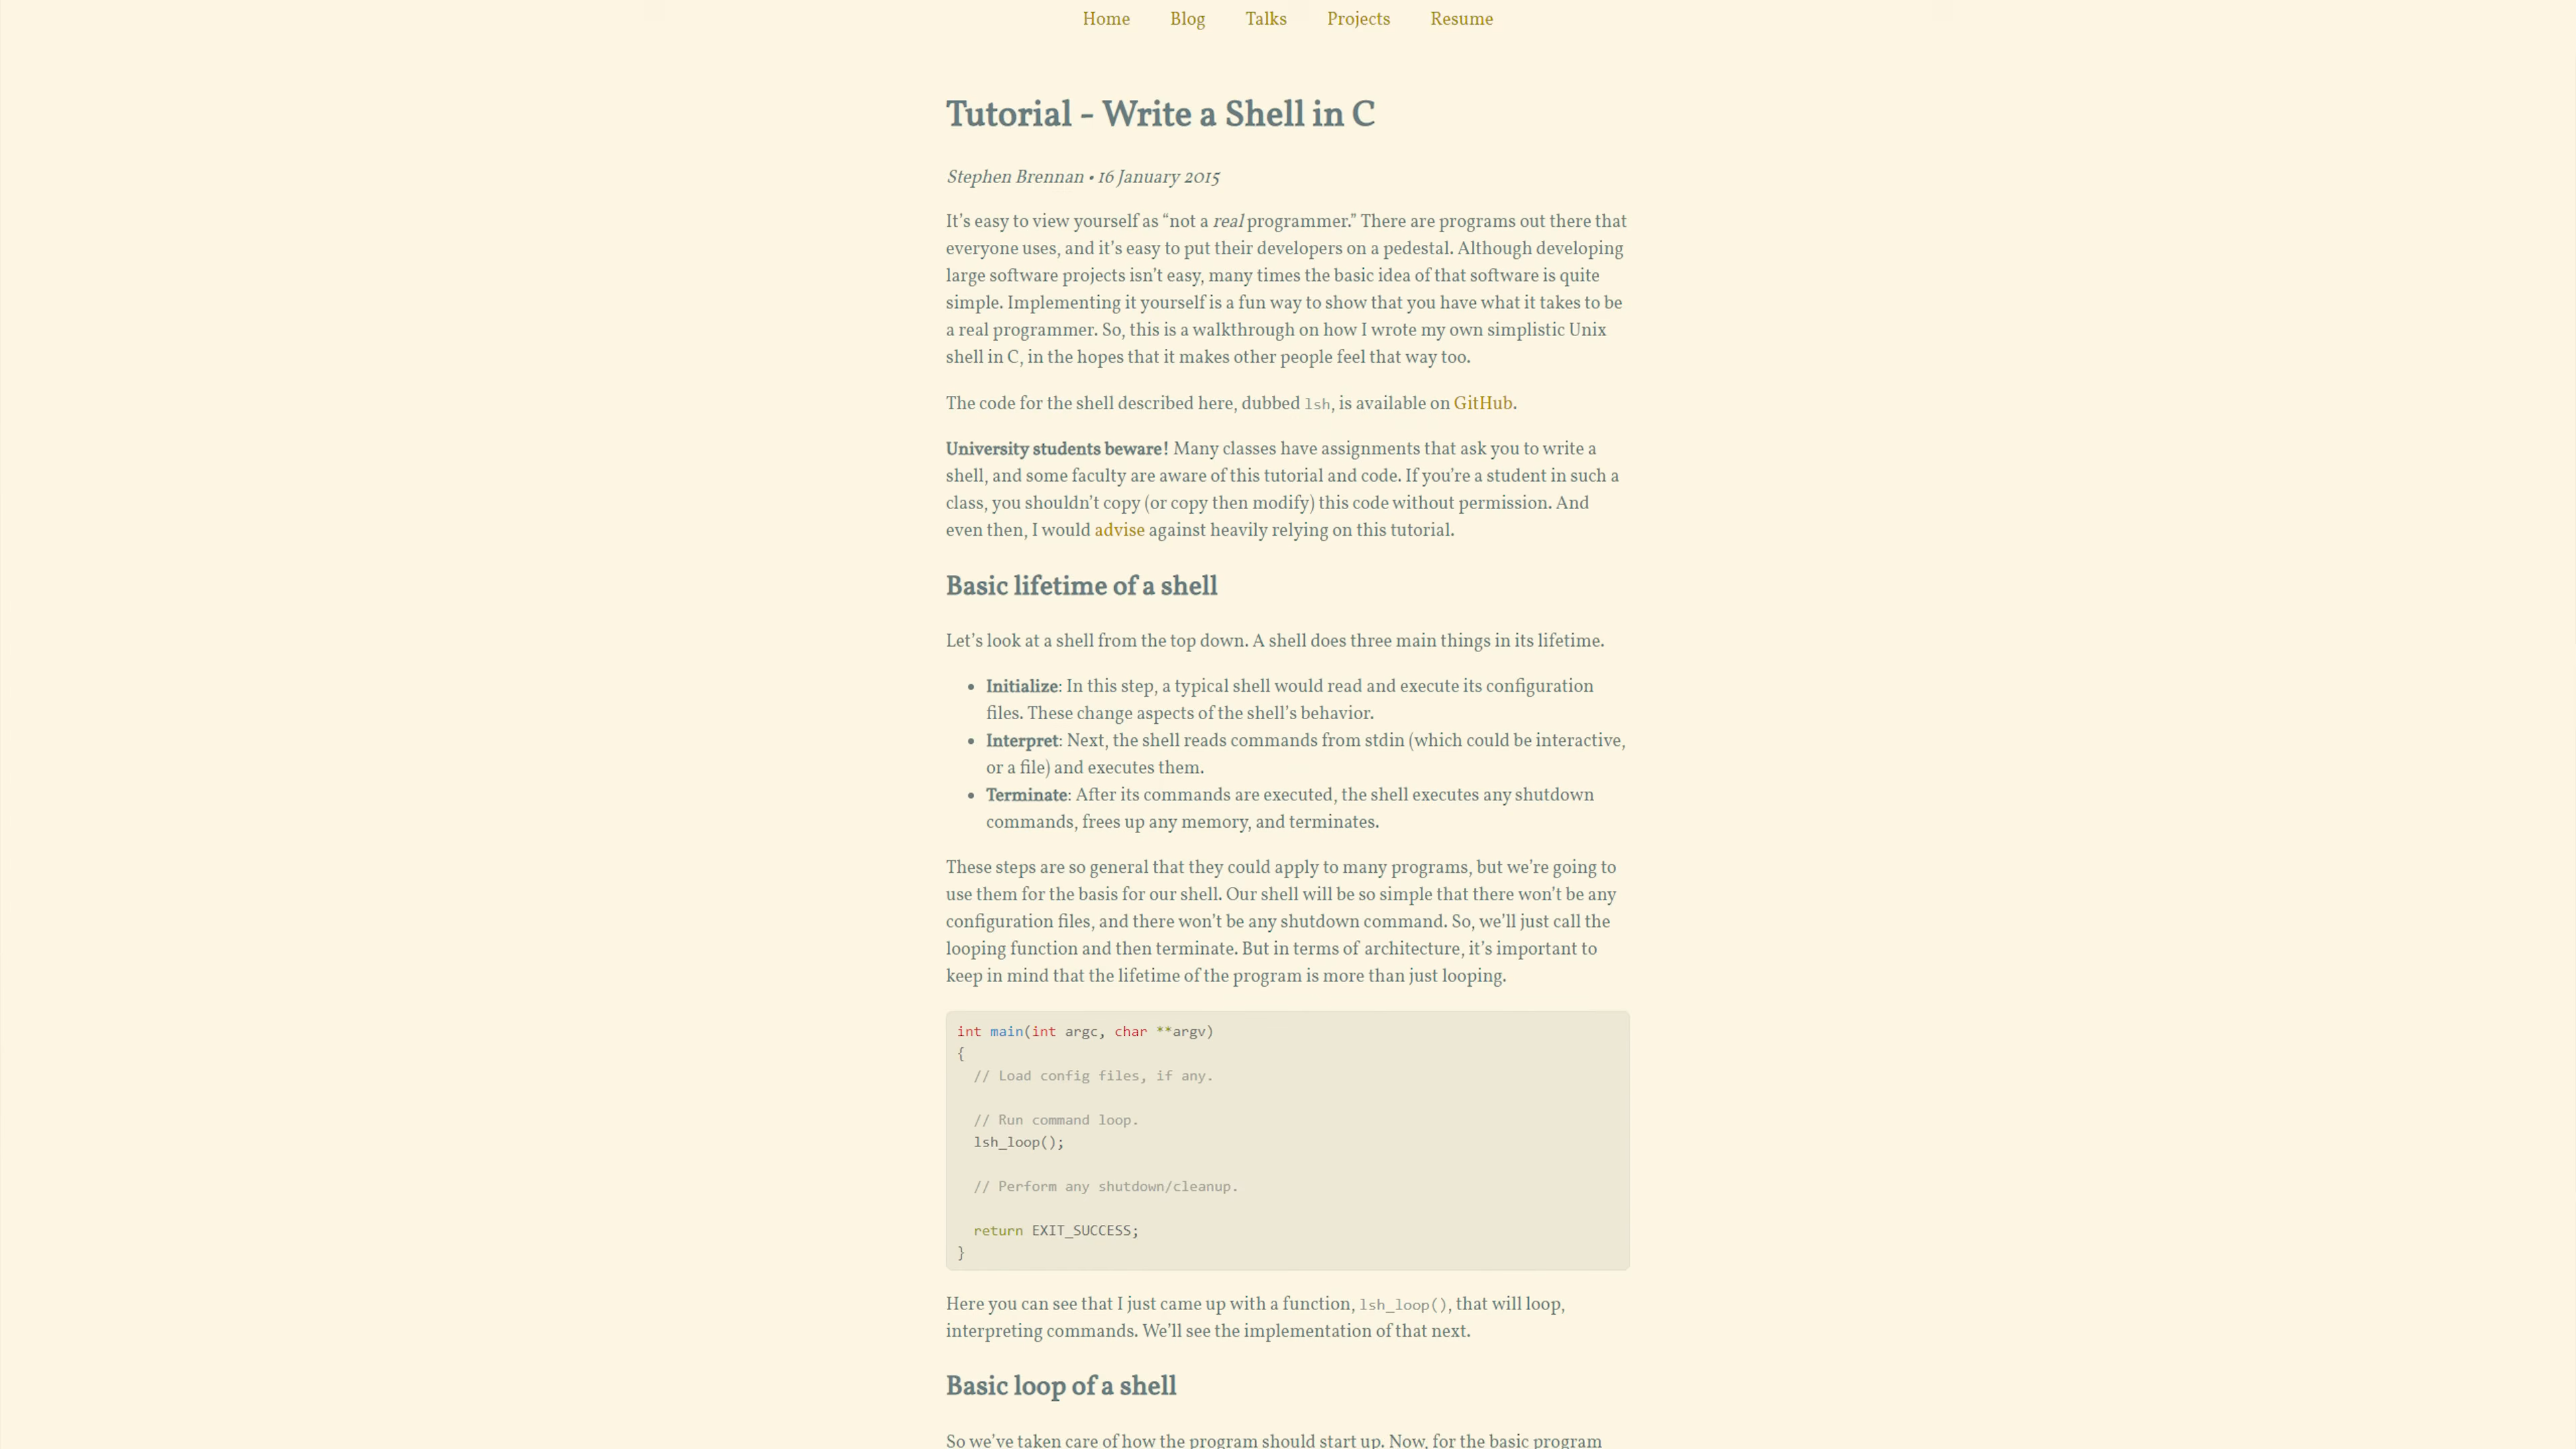 Home Blog Talks Projects Resume
Tutorial - Write a Shell in C
Stephen Brennan • 16 January 2015
It’s easy to view yourself as “not a real programmer.” There are programs out there that
everyone uses, and it’s easy to put their developers on a pedestal. Although developing
large software projects isn’t easy, many times the basic idea of that software is quite
simple. Implementing it yourself is a fun way to show that you have what it takes to be
a real programmer. So, this is a walkthrough on how I wrote my own simplistic Unix
shell in C, in the hopes that it makes other people feel that way too.
The code for the shell described here, dubbed lsh, is available on GitHub.
University students beware! Many classes have assignments that ask you to write a
shell, and some faculty are aware of this tutorial and code. If you’re a student in such a
class, you shouldn’t copy (or copy then modify) this code without permission. And
even then, I would advise against heavily relying on this tutorial.
Basic lifetime of a shell
Let’s look at a shell from the top down. A shell does three main things in its lifetime.
• Initialize: In this step, a typical shell would read and execute its configuration
files. These change aspects of the shell’s behavior.
• Interpret: Next, the shell reads commands from stdin (which could be interactive,
or a file) and executes them.
• Terminate: After its commands are executed, the shell executes any shutdown
commands, frees up any memory, and terminates.
These steps are so general that they could apply to many programs, but we’re going to
use them for the basis for our shell. Our shell will be so simple that there won’t be any
configuration files, and there won’t be any shutdown command. So, we’ll just call the
looping function and then terminate. But in terms of architecture, it’s important to
keep in mind that the lifetime of the program is more than just looping.
int main(int argc, char **argv)
{
  // Load config files, if any.
  // Run command loop.
  lsh_loop();
  // Perform any shutdown/cleanup.
  return EXIT_SUCCESS;
}
Here you can see that I just came up with a function, lsh_loop(), that will loop,
interpreting commands. We’ll see the implementation of that next.
Basic loop of a shell
So we’ve taken care of how the program should start up. Now, for the basic program